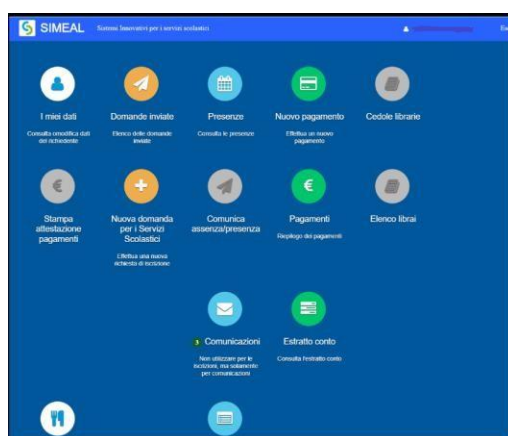 SIMEAL
Sistemi Innovativi per i servizi scolastici
I miei dati
Consulta omodifica dati
del richiedente
Domande inviate
Elenco delle domande
inviate
Presenze
Consulta le presenze
Nuovo pagamento
Effettua un nuovo
pagamento
Cedole librarie
Stampa
attestazione
pagamenti
Nuova domanda
per i Servizi
Scolastici
Effettua una nuova
richiesta di iscrizione
Comunica
assenza/presenza
Pagamenti
Riepilogo dei pagamenti
Elenco librai
3 Comunicazioni
Non utilizzare per le
iscrizioni, ma solamente
per comunicazioni
Estratto conto
Consulta l'estratto conto